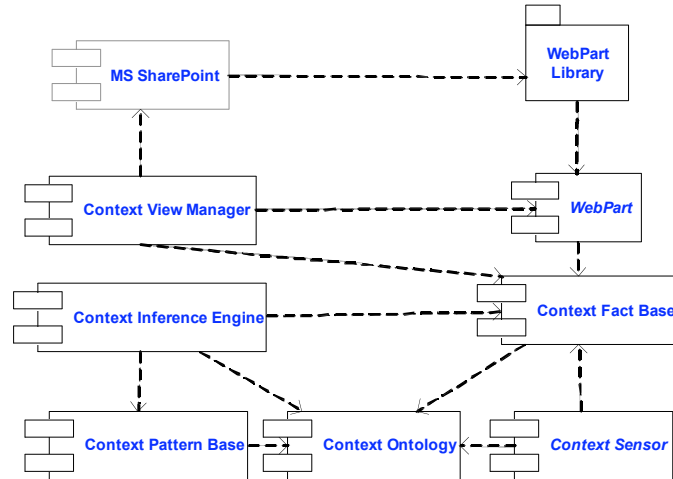 MS SharePoint
WebPart
Library
Context View Manager
WebPart
Context Inference Engine
Context Fact Base
Context Pattern Base
Context Ontology
Context Sensor